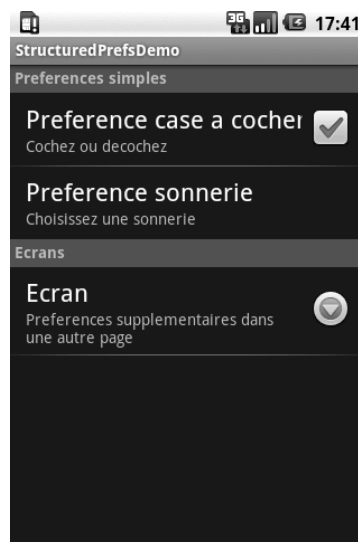 3G 17:41
StructuredPrefsDemo
Preferences simples
Preference case a cocher
Cochez ou decochez
Preference sonnerie
Choisissez une sonnerie
Ecrans
Ecran
Preferences supplementaires dans
une autre page